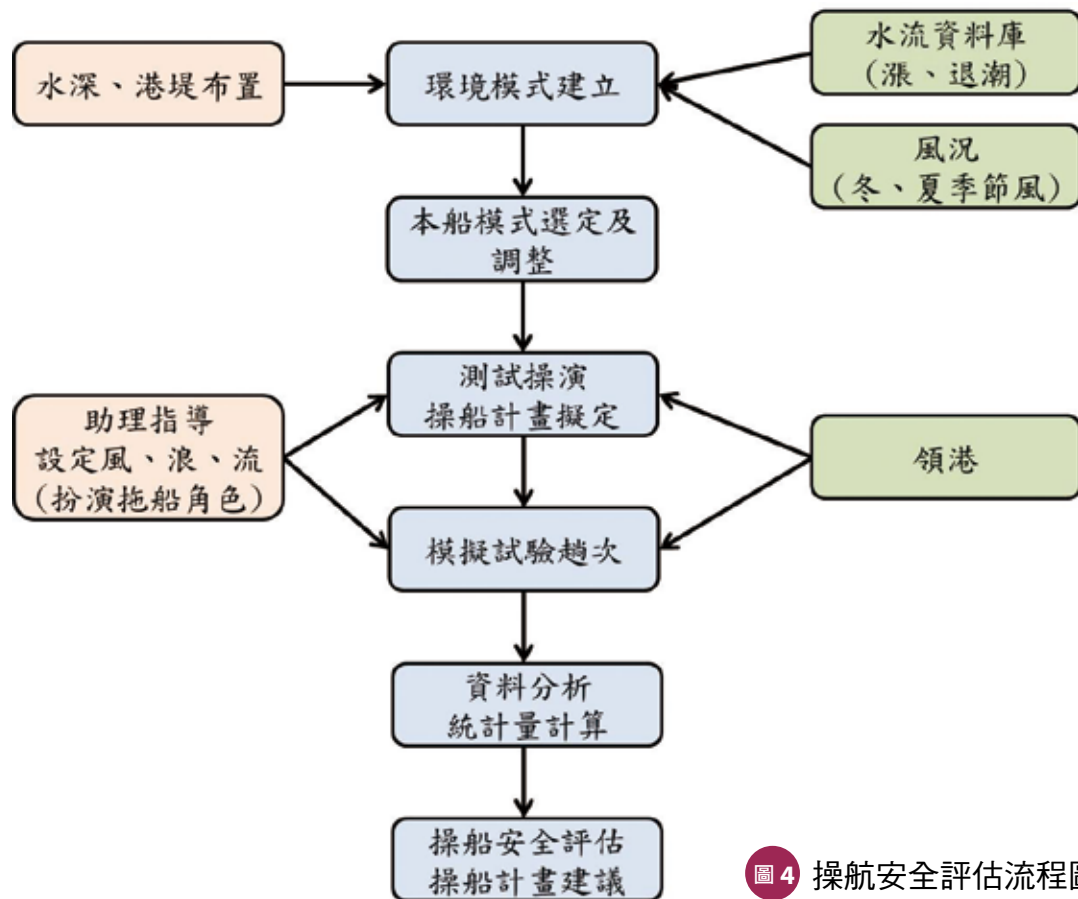 水深、港堤布置
環境模式建立
水流資料庫
(漲、退潮)
風況
(冬、夏季節風)
本船模式選定及
調整
測試操演
操船計畫擬定
助理指導
設定風、浪、流
(扮演拖船角色)
領港
模擬試驗趟次
資料分析
統計量計算
操船安全評估
操船計畫建議
圖4 操航安全評估流程圖